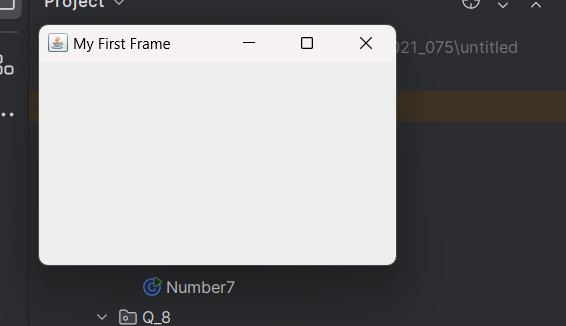 Project
My First Frame
021_075\untitled
Number7
Q_8